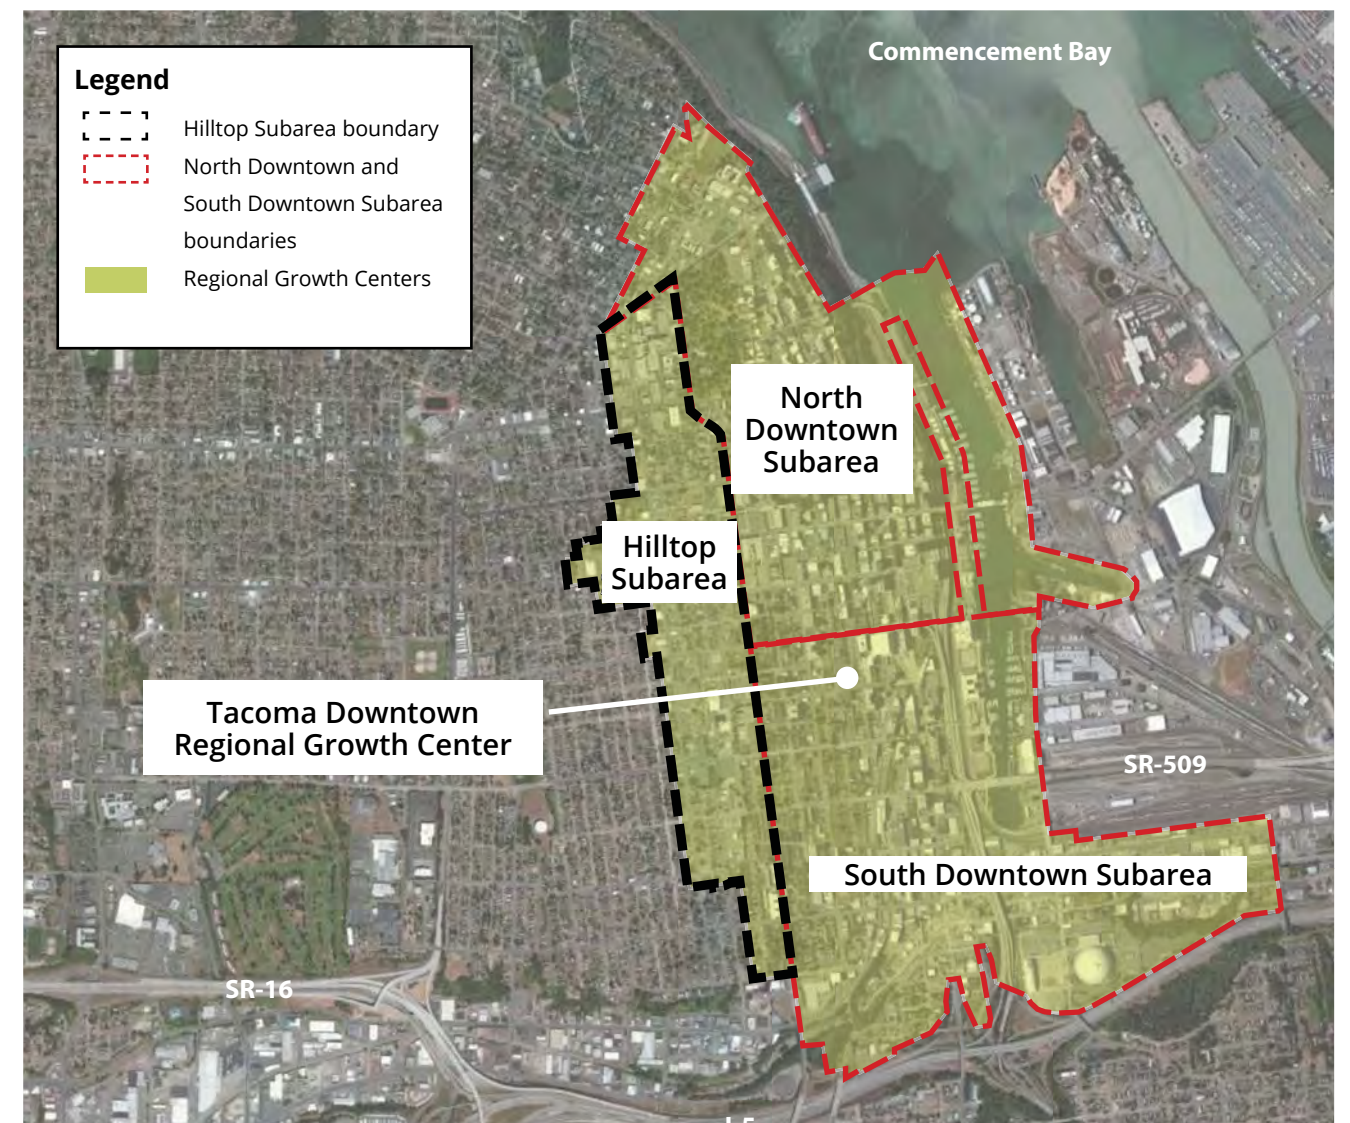 Commencement Bay
Legend
Hilltop Subarea boundary
North Downtown and
South Downtown Subarea
boundaries
Regional Growth Centers
North
Downtown
Subarea
Hilltop
Subarea
Tacoma Downtown
Regional Growth Center
SR-509
South Downtown Subarea
SR-16
I-5